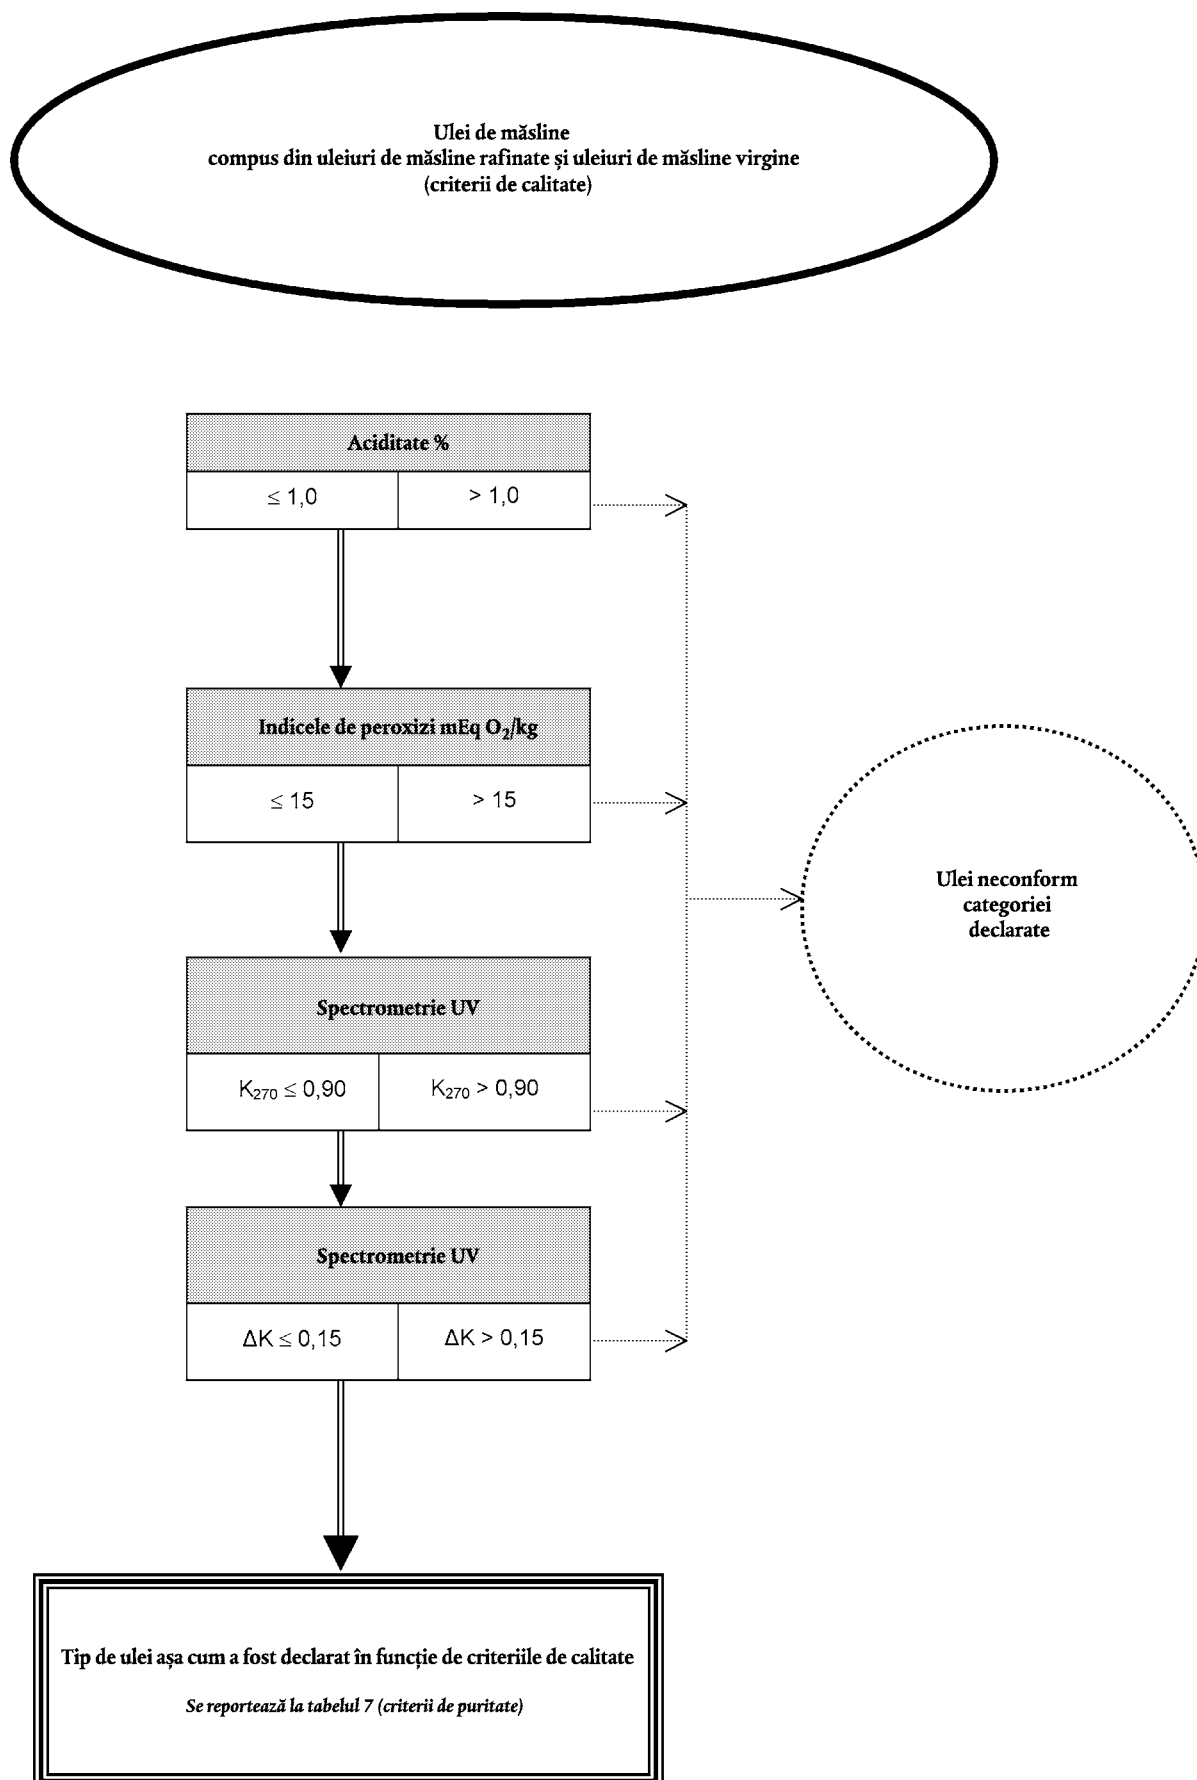 Ulei de măsline
compus din uleiuri de măsline rafinate și uleiuri de măsline virgine
(criterii de calitate)
Aciditate %
≤ 1,0
> 1,0
Indicele de peroxizi mEq O₂/kg
≤ 15
> 15
Ulei neconform
categoriei
declarate
Spectrometrie UV
K₂₇₀ ≤ 0,90
K₂₇₀ > 0,90
Spectrometrie UV
ΔK ≤ 0,15
ΔK > 0,15
Tip de ulei așa cum a fost declarat în funcție de criteriile de calitate
Se reportează la tabelul 7 (criterii de puritate)